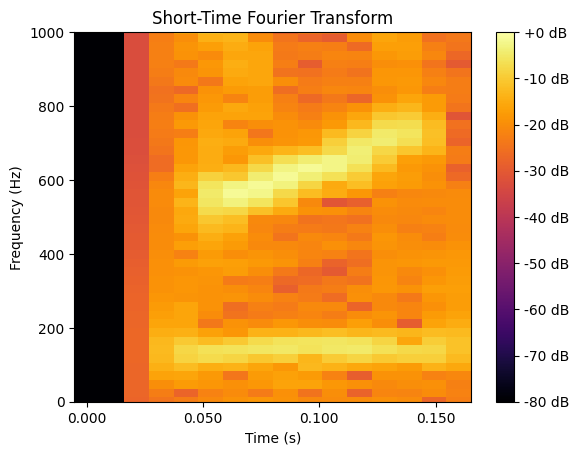 Short-Time Fourier Transform
1000
800
600
400
200
0
Frequency (Hz)
0.000
0.050
0.100
0.150
Time (s)
+0 dB
-10 dB
-20 dB
-30 dB
-40 dB
-50 dB
-60 dB
-70 dB
-80 dB